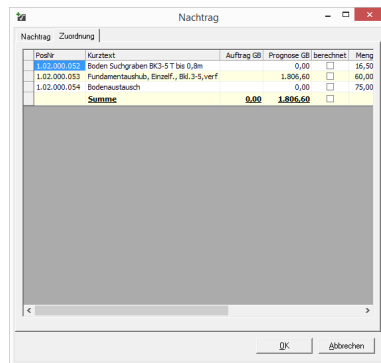 Nachtrag
Nachtrag Zuordnung
PosNr Kurztext Auftrag GB Prognose GB berechnet Meng
1.02.000.052 Boden Suchgraben BK3-5 T bis 0,8m 0,00 16,50
1.02.000.053 Fundamentaushub, Einzelf., Bkl.3-5,verf 1.806,60 60,00
1.02.000.054 Bodenaustausch 0,00 75,00
Summe 0,00 1.806,60
OK Abbrechen